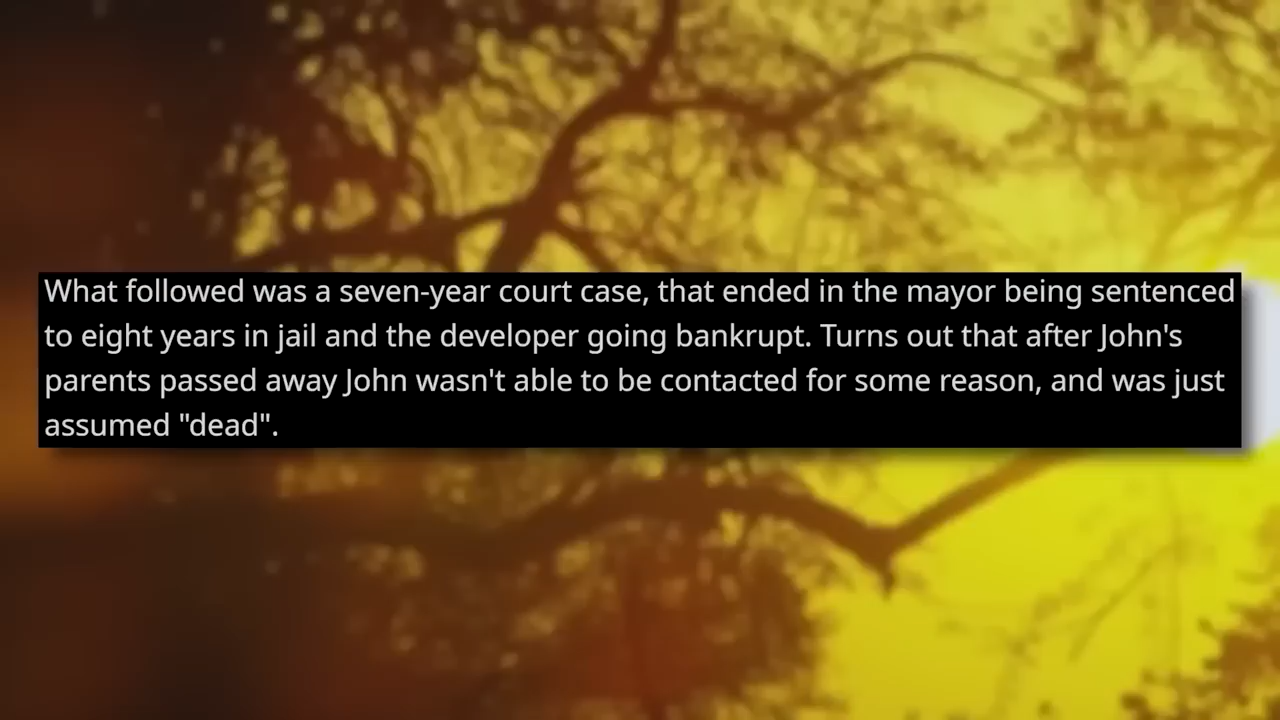 What followed was a seven-year court case, that ended in the mayor being sentenced
to eight years in jail and the developer going bankrupt. Turns out that after John's
parents passed away John wasn't able to be contacted for some reason, and was just
assumed "dead".